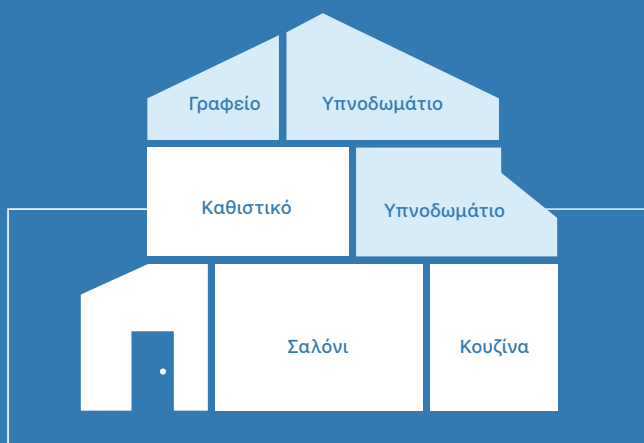 Γραφείο
Υπνοδωμάτιο
Καθιστικό
Υπνοδωμάτιο
Σαλόνι
Κουζίνα